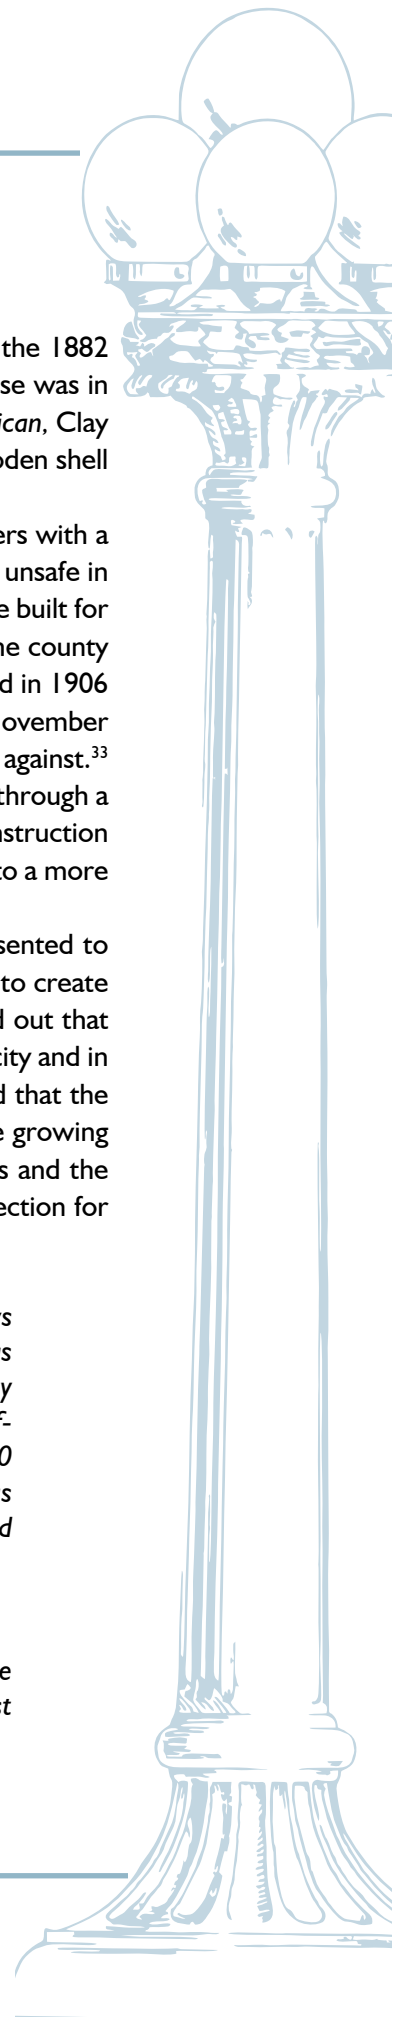 the 1882
se was in
ican, Clay
oden shell
ers with a
unsafe in
e built for
ne county
d in 1906
ovember
against.33
through a
nstruction
to a more
sented to
to create
d out that
city and in
d that the
e growing
s and the
ection for
s
s
y
f-
0
s
d
e
st